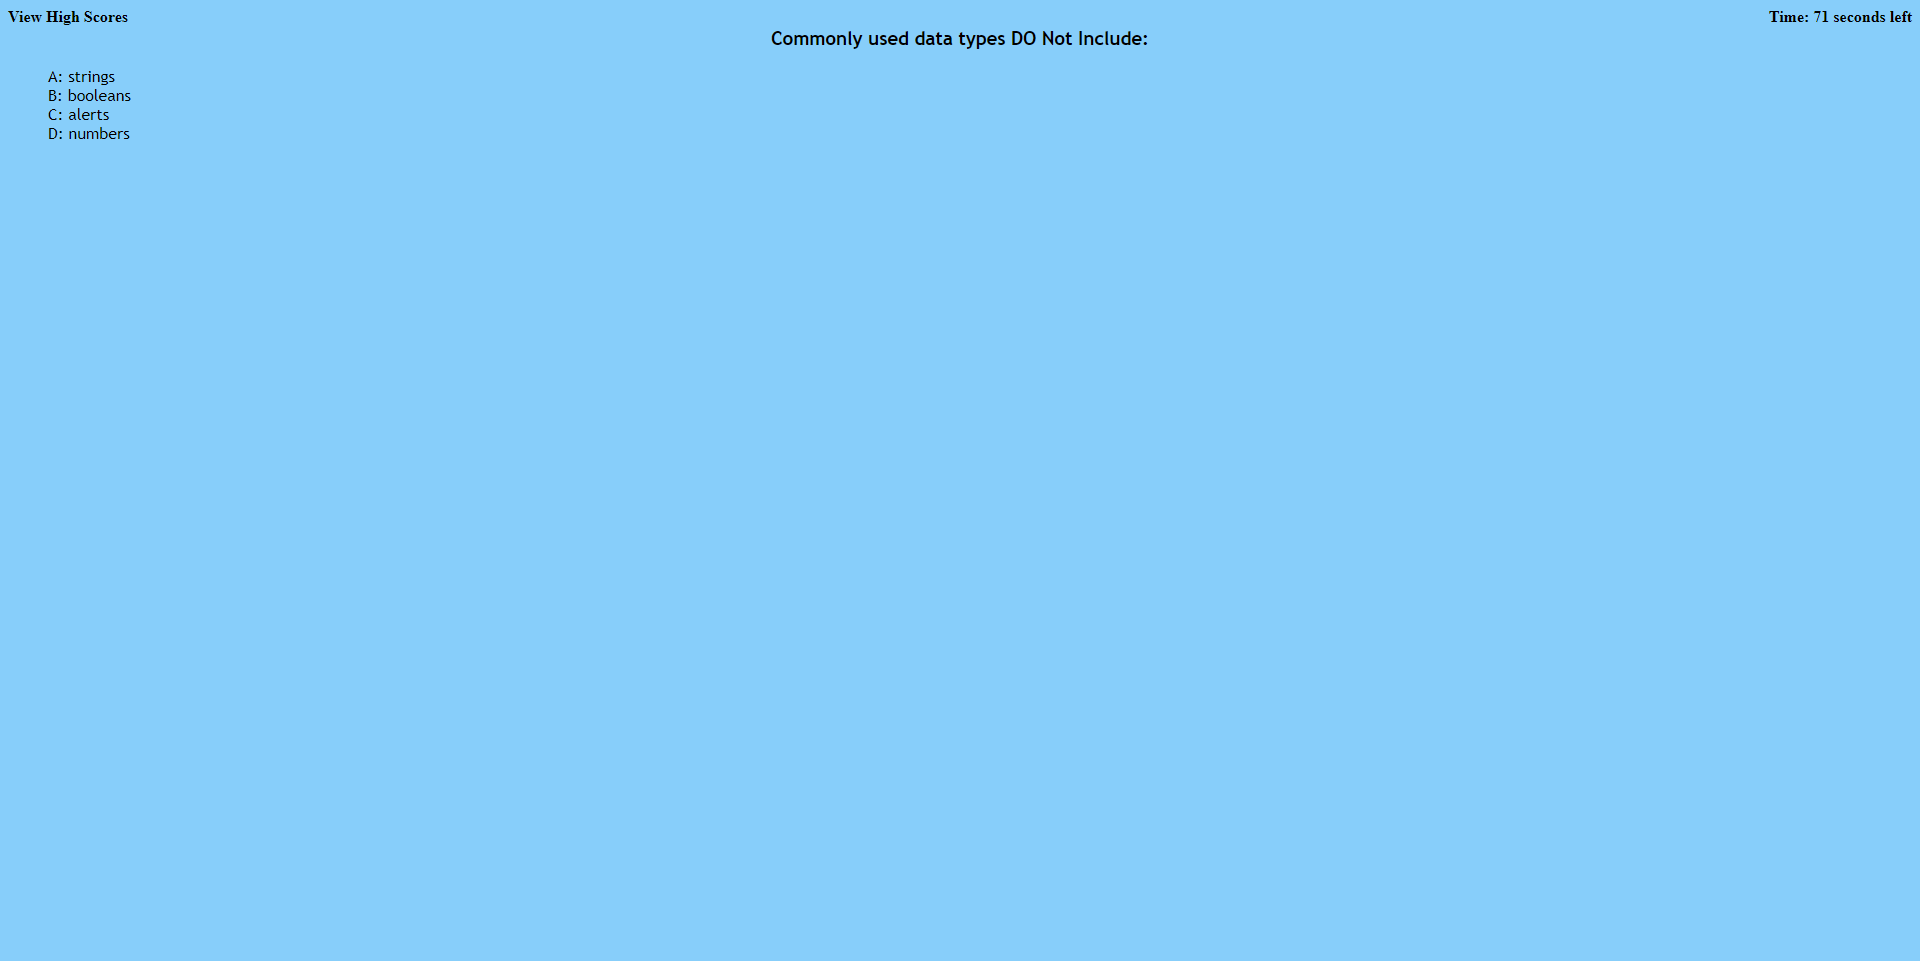 View High Scores
Time: 71 seconds left
Commonly used data types DO Not Include:
A: strings
B: booleans
C: alerts
D: numbers